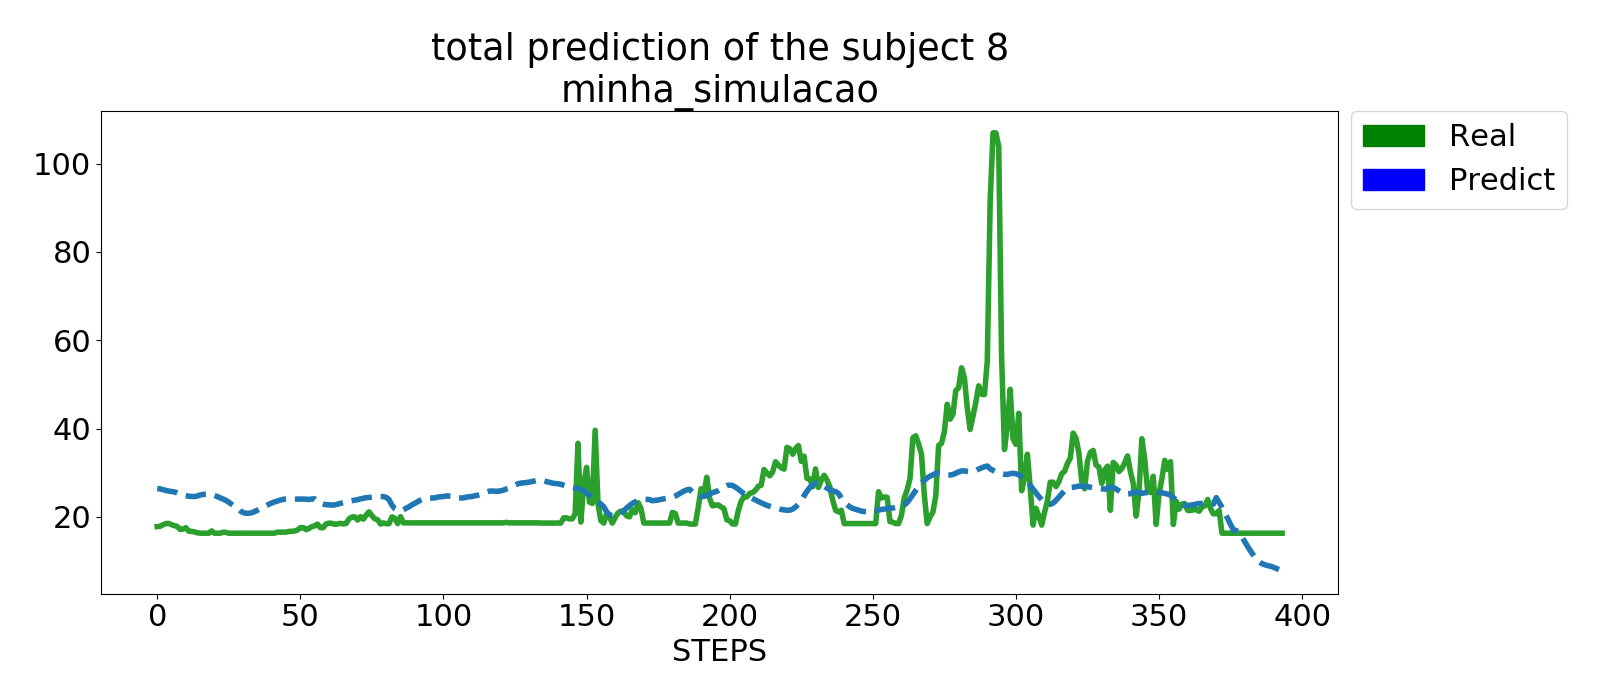 total prediction of the subject 8
minha_simulacao
Real
Predict
100
80
60
40
20
0 50 100 150 200 250 300 350 400
STEPS